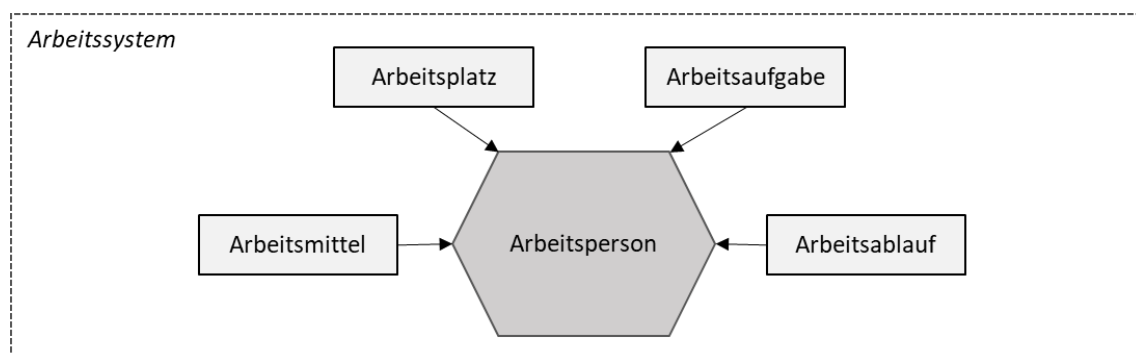 Arbeitssystem
Arbeitsplatz
Arbeitsaufgabe
Arbeitsmittel
Arbeitsperson
Arbeitsablauf